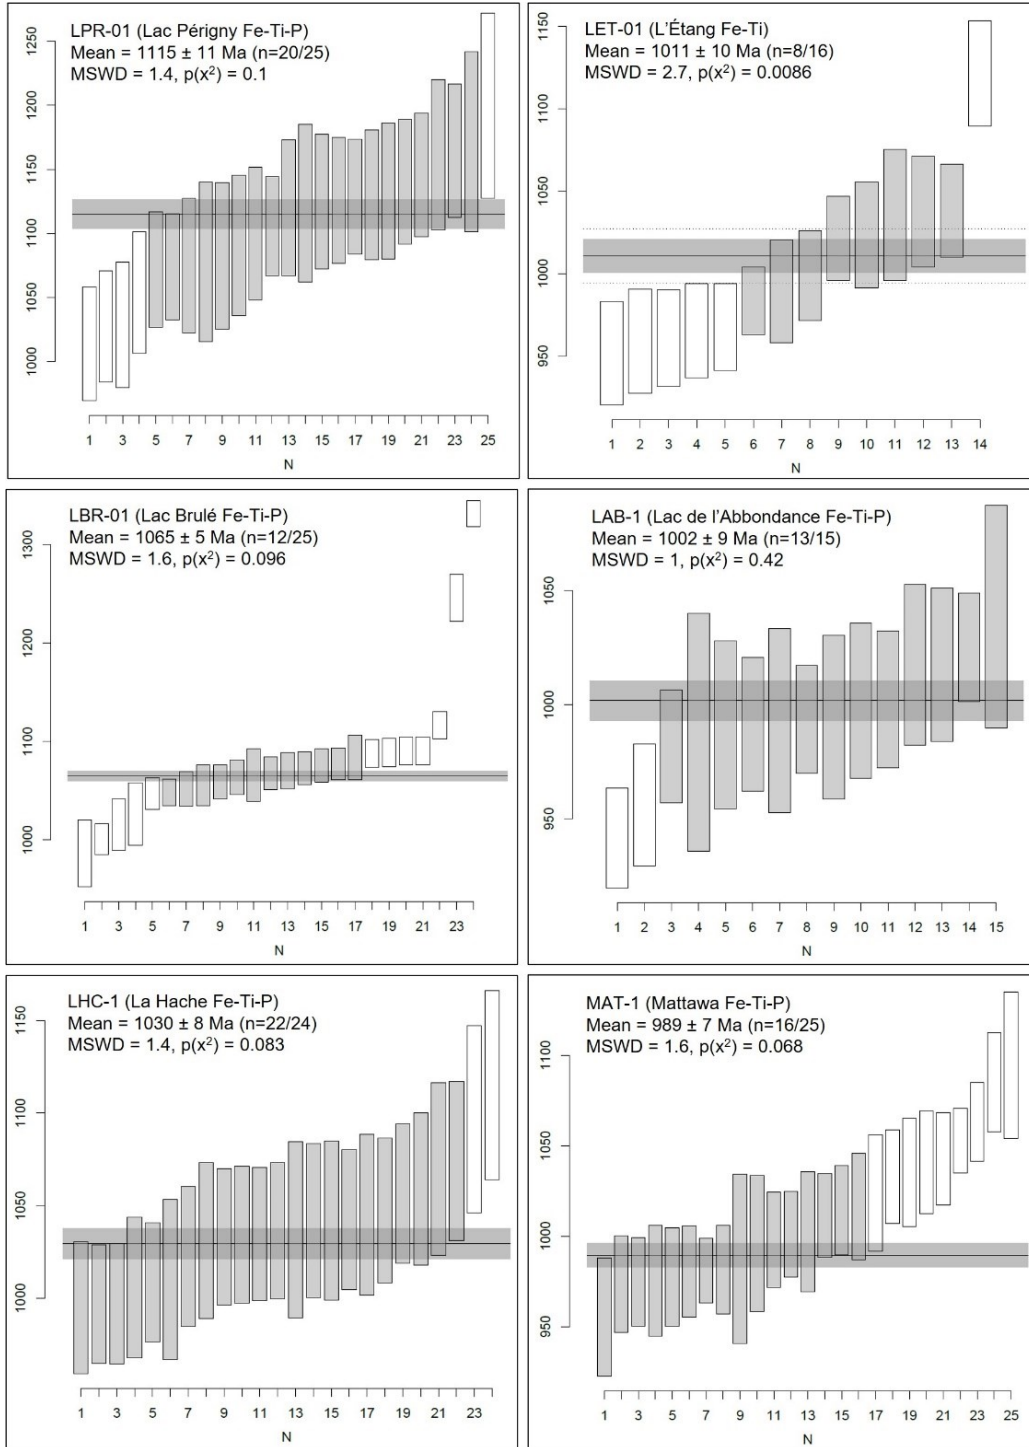 LPR-01 (Lac Périgny Fe-Ti-P)
Mean = 1115 ± 11 Ma (n=20/25)
MSWD = 1.4, p(x²) = 0.1
1250
1200
1150
1100
1050
1000
1 3 5 7 9 11 13 15 17 19 21 23 25
N
LET-01 (L'Étang Fe-Ti)
Mean = 1011 ± 10 Ma (n=8/16)
MSWD = 2.7, p(x²) = 0.0086
1150
1100
1050
1000
950
1 2 3 4 5 6 7 8 9 10 11 12 13 14
N
LBR-01 (Lac Brulé Fe-Ti-P)
Mean = 1065 ± 5 Ma (n=12/25)
MSWD = 1.6, p(x²) = 0.096
1300
1200
1100
1000
1 3 5 7 9 11 13 15 17 19 21 23
N
LAB-1 (Lac de l'Abbondance Fe-Ti-P)
Mean = 1002 ± 9 Ma (n=13/15)
MSWD = 1, p(x²) = 0.42
1050
1000
950
1 2 3 4 5 6 7 8 9 10 11 12 13 14 15
N
LHC-1 (La Hache Fe-Ti-P)
Mean = 1030 ± 8 Ma (n=22/24)
MSWD = 1.4, p(x²) = 0.083
1150
1100
1050
1000
1 3 5 7 9 11 13 15 17 19 21 23
N
MAT-1 (Mattawa Fe-Ti-P)
Mean = 989 ± 7 Ma (n=16/25)
MSWD = 1.6, p(x²) = 0.068
1100
1050
1000
950
1 3 5 7 9 11 13 15 17 19 21 23 25
N